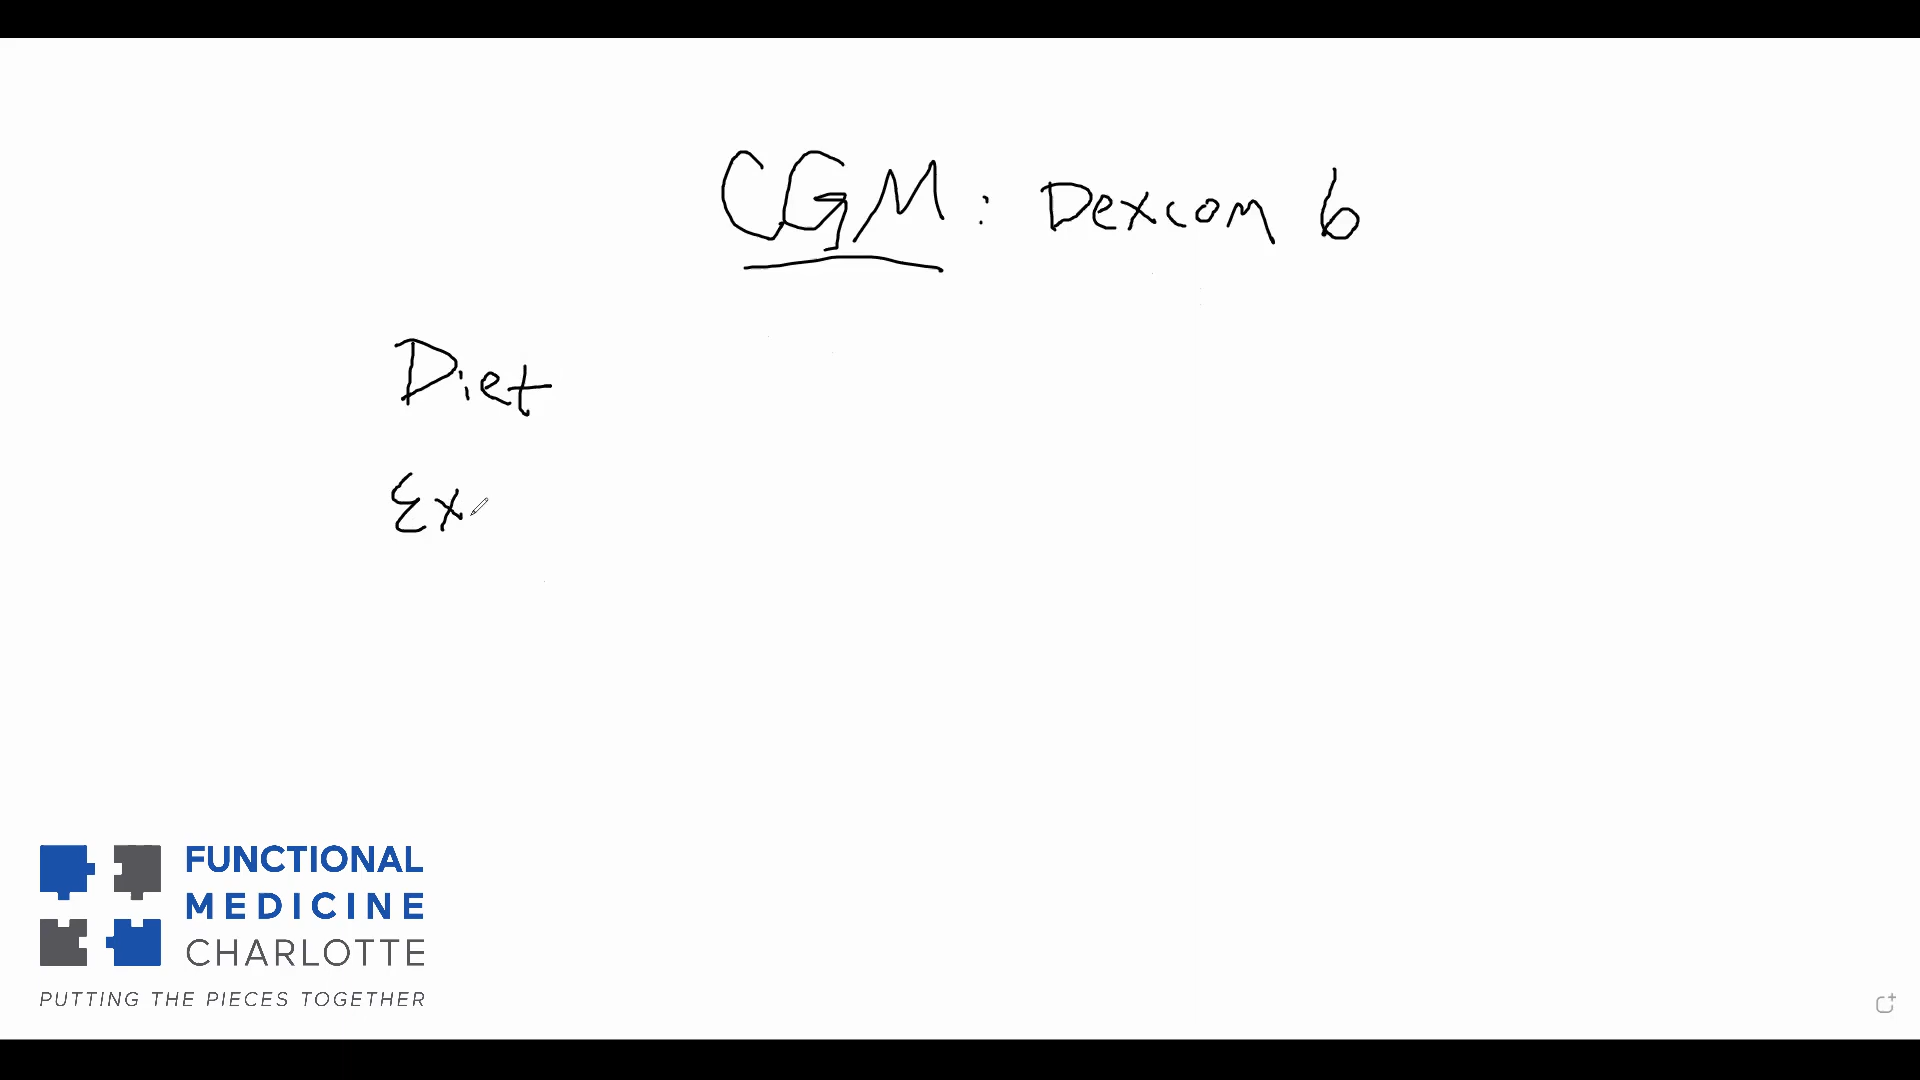 CGM: Dexcom 6
Diet
Ex
FUNCTIONAL
MEDICINE
CHARLOTTE
PUTTING THE PIECES TOGETHER